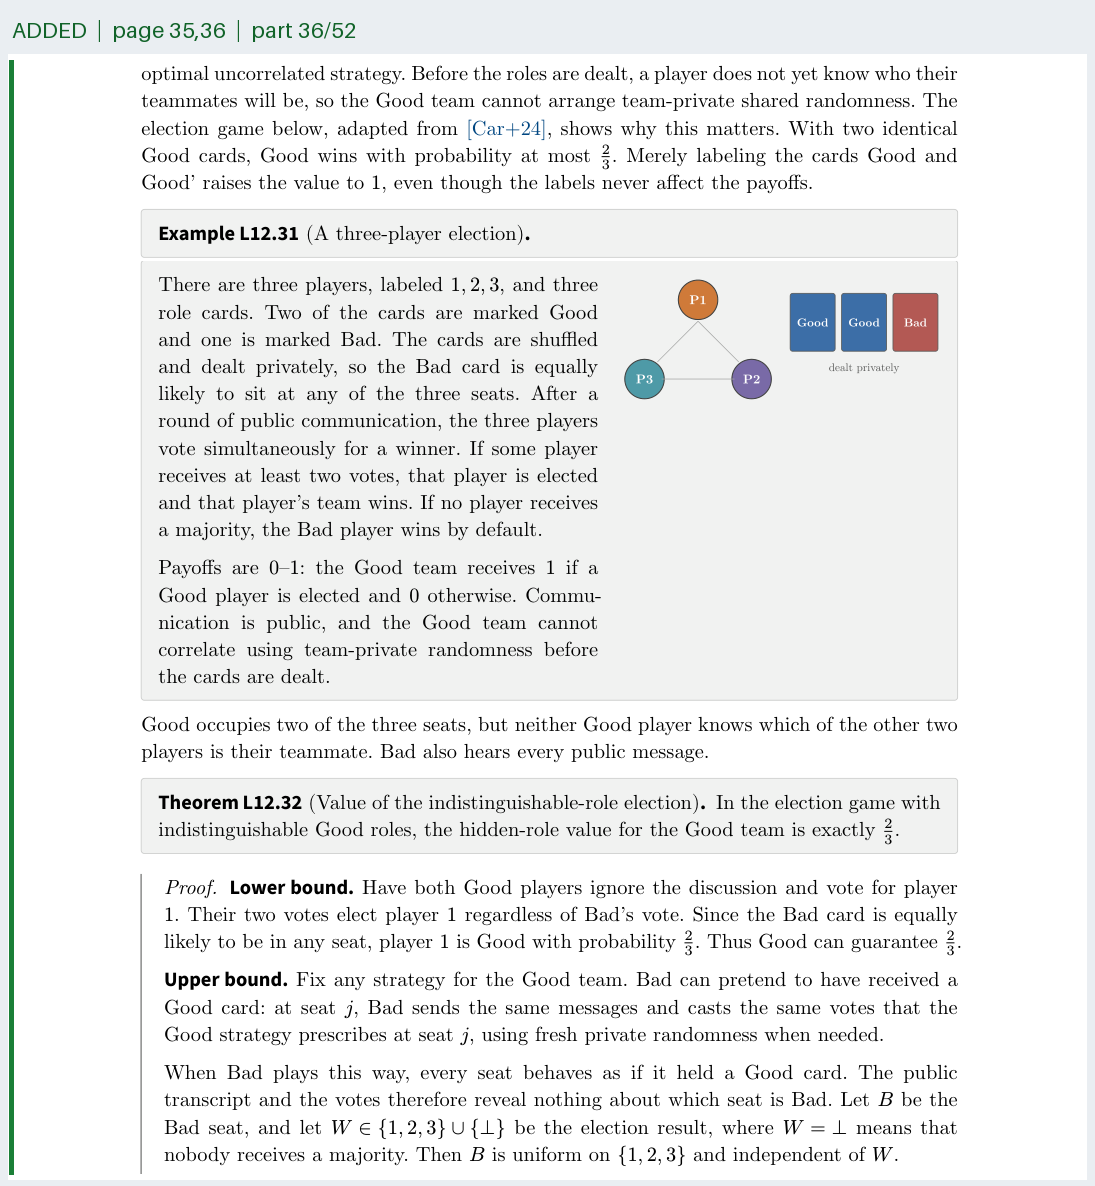 ADDED | page 35,36 | part 36/52
optimal uncorrelated strategy. Before the roles are dealt, a player does not yet know who their
teammates will be, so the Good team cannot arrange team-private shared randomness. The
election game below, adapted from [Car+24], shows why this matters. With two identical
Good cards, Good wins with probability at most 2/3. Merely labeling the cards Good and
Good' raises the value to 1, even though the labels never affect the payoffs.
Example L12.31 (A three-player election).
There are three players, labeled 1, 2, 3, and three
role cards. Two of the cards are marked Good
and one is marked Bad. The cards are shuffled
and dealt privately, so the Bad card is equally
likely to sit at any of the three seats. After a
round of public communication, the three players
vote simultaneously for a winner. If some player
receives at least two votes, that player is elected
and that player's team wins. If no player receives
a majority, the Bad player wins by default.
Payoffs are 0–1: the Good team receives 1 if a
Good player is elected and 0 otherwise. Commu-
nication is public, and the Good team cannot
correlate using team-private randomness before
the cards are dealt.
P1
P3
P2
Good
Good
Bad
dealt privately
Good occupies two of the three seats, but neither Good player knows which of the other two
players is their teammate. Bad also hears every public message.
Theorem L12.32 (Value of the indistinguishable-role election). In the election game with
indistinguishable Good roles, the hidden-role value for the Good team is exactly 2/3.
Proof. Lower bound. Have both Good players ignore the discussion and vote for player
1. Their two votes elect player 1 regardless of Bad's vote. Since the Bad card is equally
likely to be in any seat, player 1 is Good with probability 2/3. Thus Good can guarantee 2/3.
Upper bound. Fix any strategy for the Good team. Bad can pretend to have received a
Good card: at seat j, Bad sends the same messages and casts the same votes that the
Good strategy prescribes at seat j, using fresh private randomness when needed.
When Bad plays this way, every seat behaves as if it held a Good card. The public
transcript and the votes therefore reveal nothing about which seat is Bad. Let B be the
Bad seat, and let W ∈ {1, 2, 3} ∪ {⊥} be the election result, where W = ⊥ means that
nobody receives a majority. Then B is uniform on {1, 2, 3} and independent of W.